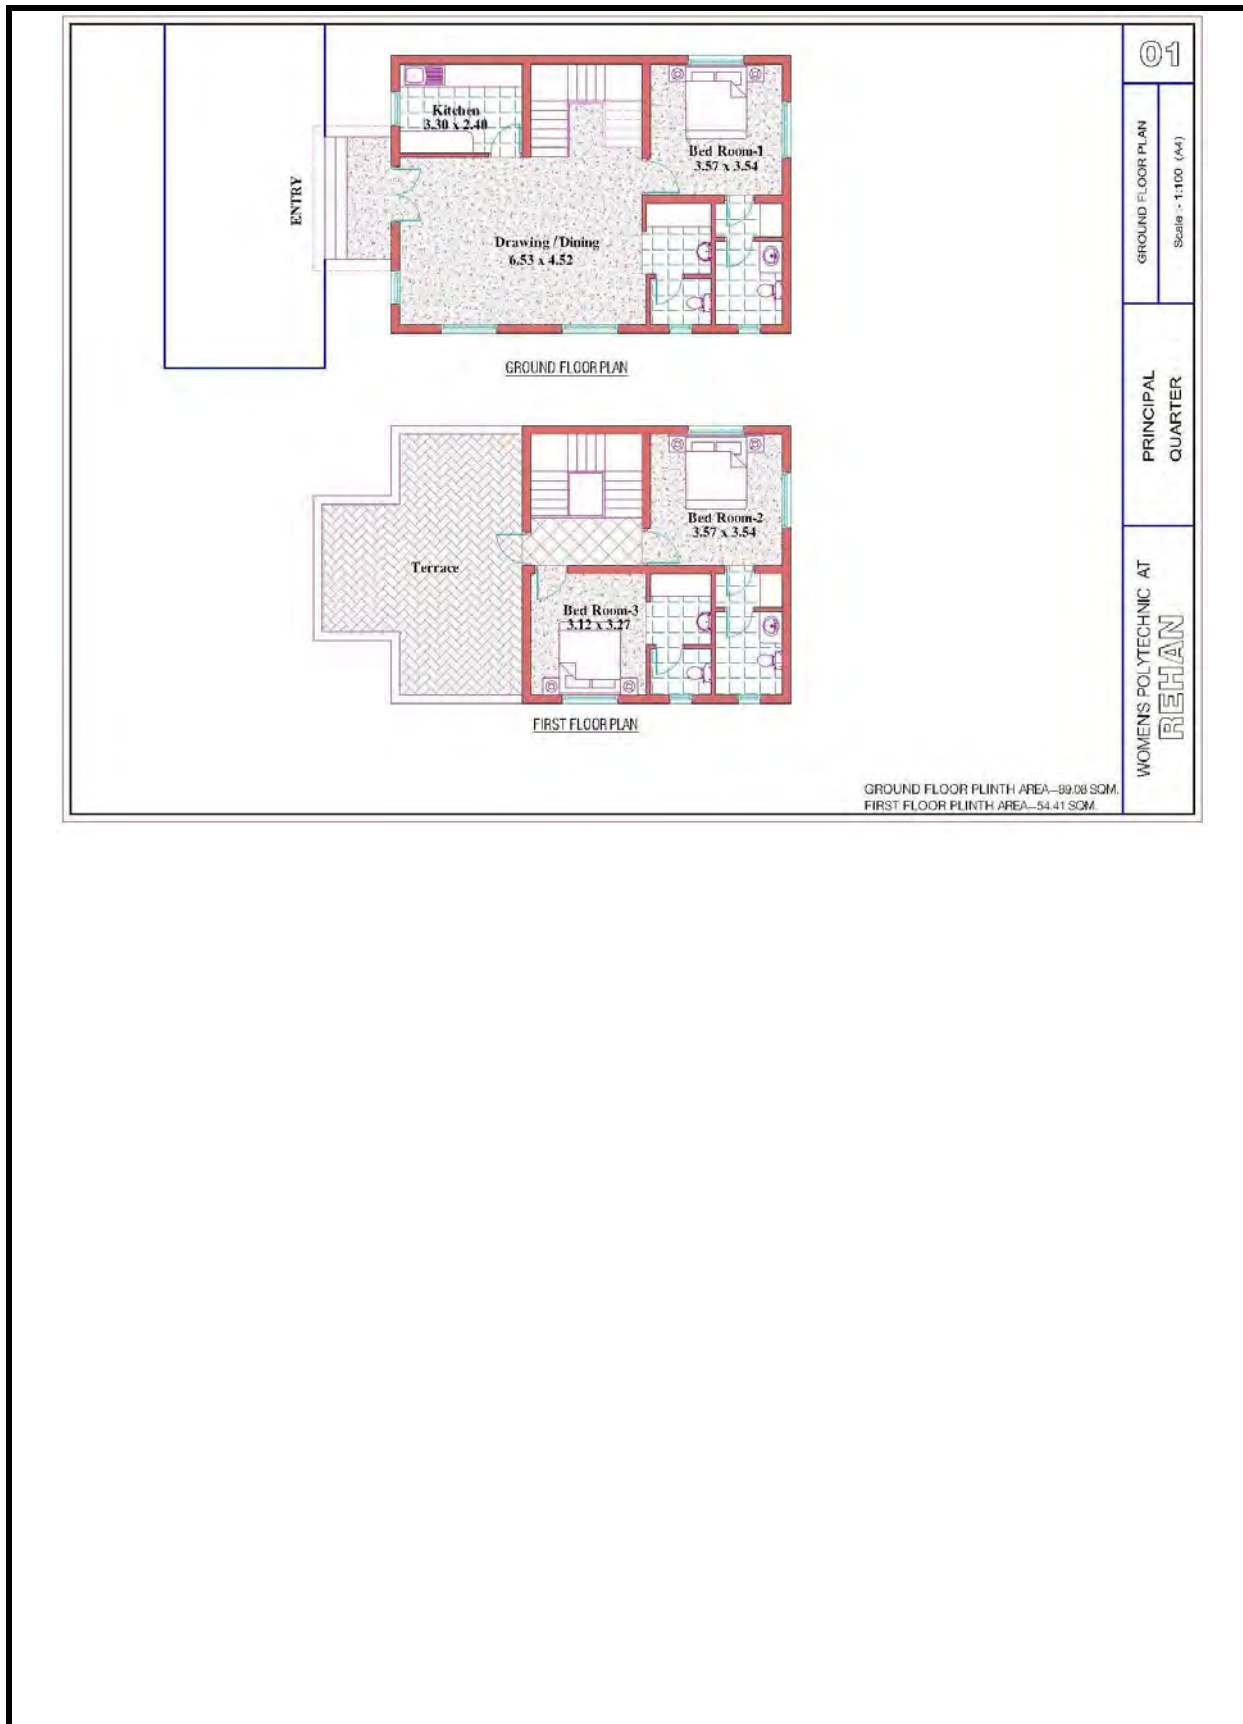 01
GROUND FLOOR PLAN
Scale :- 1:100 (A4)
PRINCIPAL
QUARTER
WOMENS POLYTECHNIC AT
REHAN
ENTRY
Kitchen
3.30 x 2.40
Bed Room-1
3.57 x 3.54
Drawing /Dining
6.53 x 4.52
GROUND FLOOR PLAN
Bed Room-2
3.57 x 3.54
Terrace
Bed Room-3
3.12 x 3.27
FIRST FLOOR PLAN
GROUND FLOOR PLINTH AREA—89.08 SQM.
FIRST FLOOR PLINTH AREA—54.41 SQM.